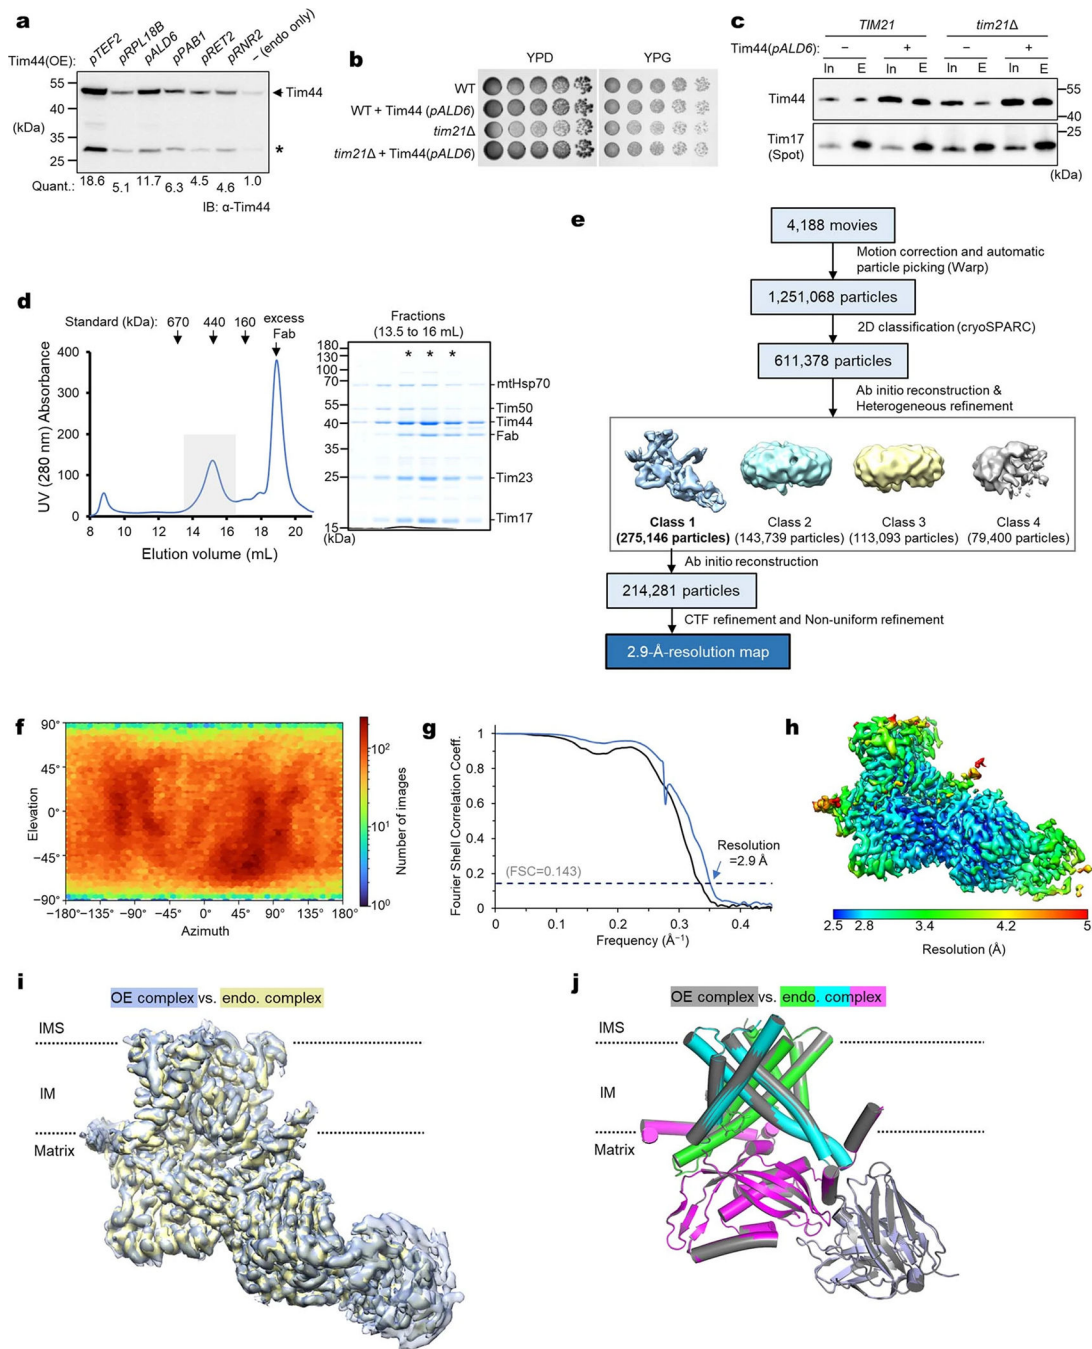 a
Tim44(OE):
pTEF2
pRPL18B
pALD6
pPAB1
pRET2
pRNR2
– (endo only)
55
40
(kDa)
35
25
Tim44
*
Quant.:
18.6
5.1
11.7
6.3
4.5
4.6
1.0
IB: α-Tim44
b
YPD
YPG
WT
WT + Tim44 (pALD6)
tim21Δ
tim21Δ + Tim44(pALD6)
c
TIM21
tim21Δ
Tim44(pALD6):
–
+
–
+
In
E
In
E
In
E
In
E
Tim44
55
40
Tim17
(Spot)
25
15
(kDa)
d
Standard (kDa):
670
440
160
excess
Fab
UV (280 nm) Absorbance
400
300
200
100
0
8
10
12
14
16
18
20
Elution volume (mL)
Fractions
(13.5 to 16 mL)
180
130
100
70
55
40
35
25
15
(kDa)
*
*
*
mtHsp70
Tim50
Tim44
Fab
Tim23
Tim17
e
4,188 movies
Motion correction and automatic
particle picking (Warp)
1,251,068 particles
2D classification (cryoSPARC)
611,378 particles
Ab initio reconstruction &
Heterogeneous refinement
Class 1
(275,146 particles)
Class 2
(143,739 particles)
Class 3
(113,093 particles)
Class 4
(79,400 particles)
Ab initio reconstruction
214,281 particles
CTF refinement and Non-uniform refinement
2.9-Å-resolution map
f
Elevation
90°
45°
0°
−45°
−90°
−180°
−135°
−90°
−45°
0°
45°
90°
135°
180°
Azimuth
10²
10¹
10⁰
Number of images
g
Fourier Shell Correlation Coeff.
1
0.8
0.6
0.4
0.2
0
(FSC=0.143)
Resolution
=2.9 Å
0
0.1
0.2
0.3
0.4
Frequency (Å⁻¹)
h
2.5
2.8
3.4
4.2
5
Resolution (Å)
i
OE complex vs. endo. complex
IMS
IM
Matrix
j
OE complex vs. endo. complex
IMS
IM
Matrix